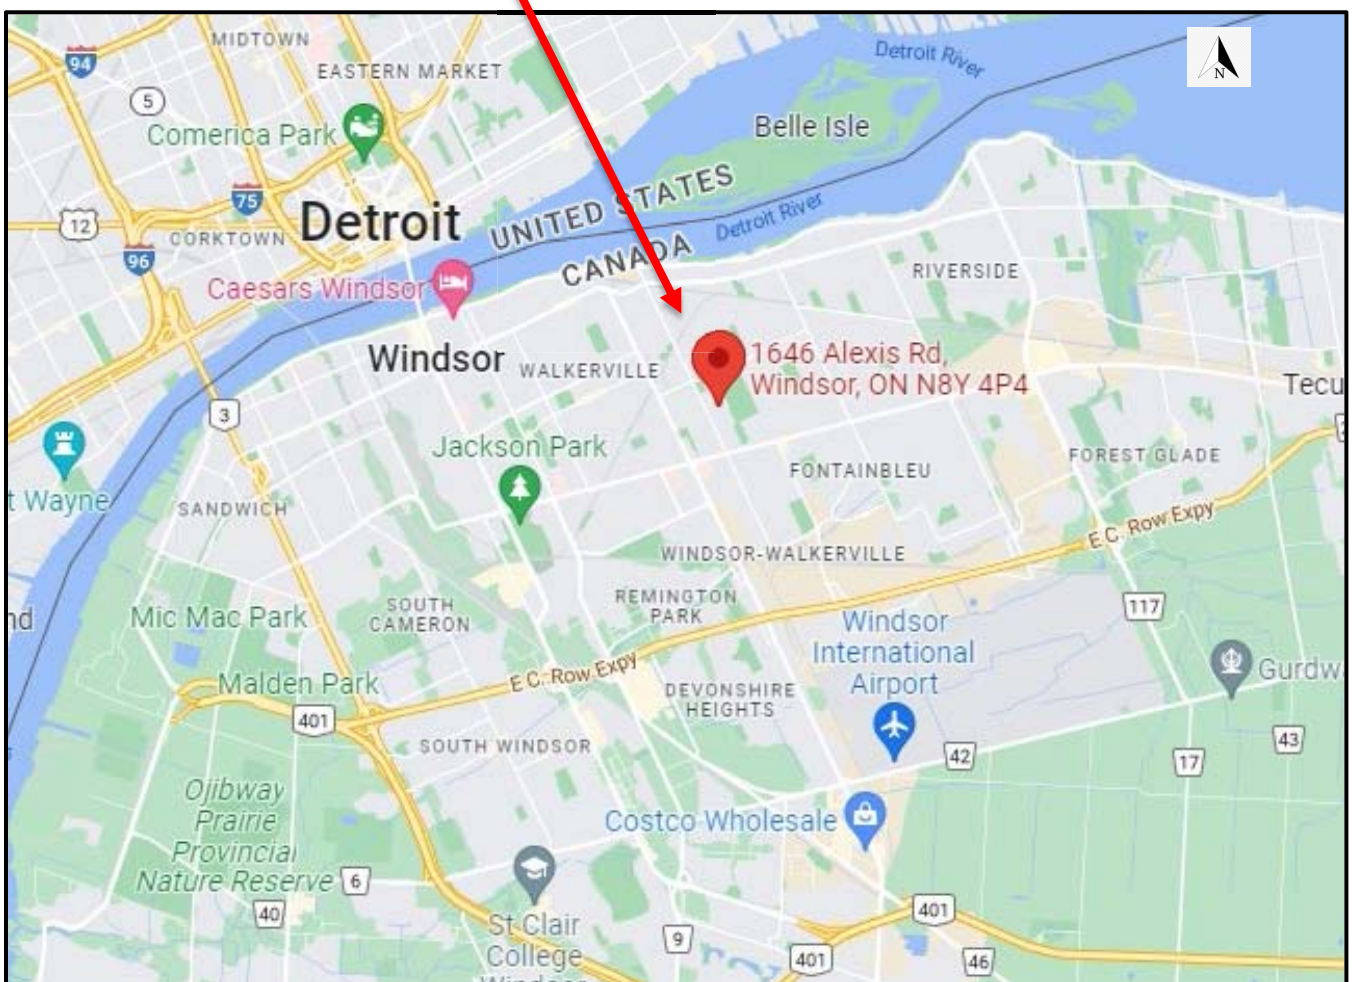 MIDTOWN
94
EASTERN MARKET
Detroit River
N
5
Comerica Park
Belle Isle
UNITED STATES
75
12
CORKTOWN
Detroit
Detroit River
96
CANADA
RIVERSIDE
Caesars Windsor
Windsor
WALKERVILLE
1646 Alexis Rd,
Windsor, ON N8Y 4P4
Tecu
3
Jackson Park
FONTAINBLEU
FOREST GLADE
t Wayne
SANDWICH
E.C. Row Expy
WINDSOR-WALKERVILLE
nd
Mic Mac Park
SOUTH
CAMERON
REMINGTON
PARK
117
Windsor
International
Airport
E.C. Row Expy
Malden Park
DEVONSHIRE
HEIGHTS
Gurdw
401
SOUTH WINDSOR
42
43
17
Ojibway
Prairie
Provincial
Nature Reserve
6
Costco Wholesale
40
St Clair
College
Windsor
9
401
401
46